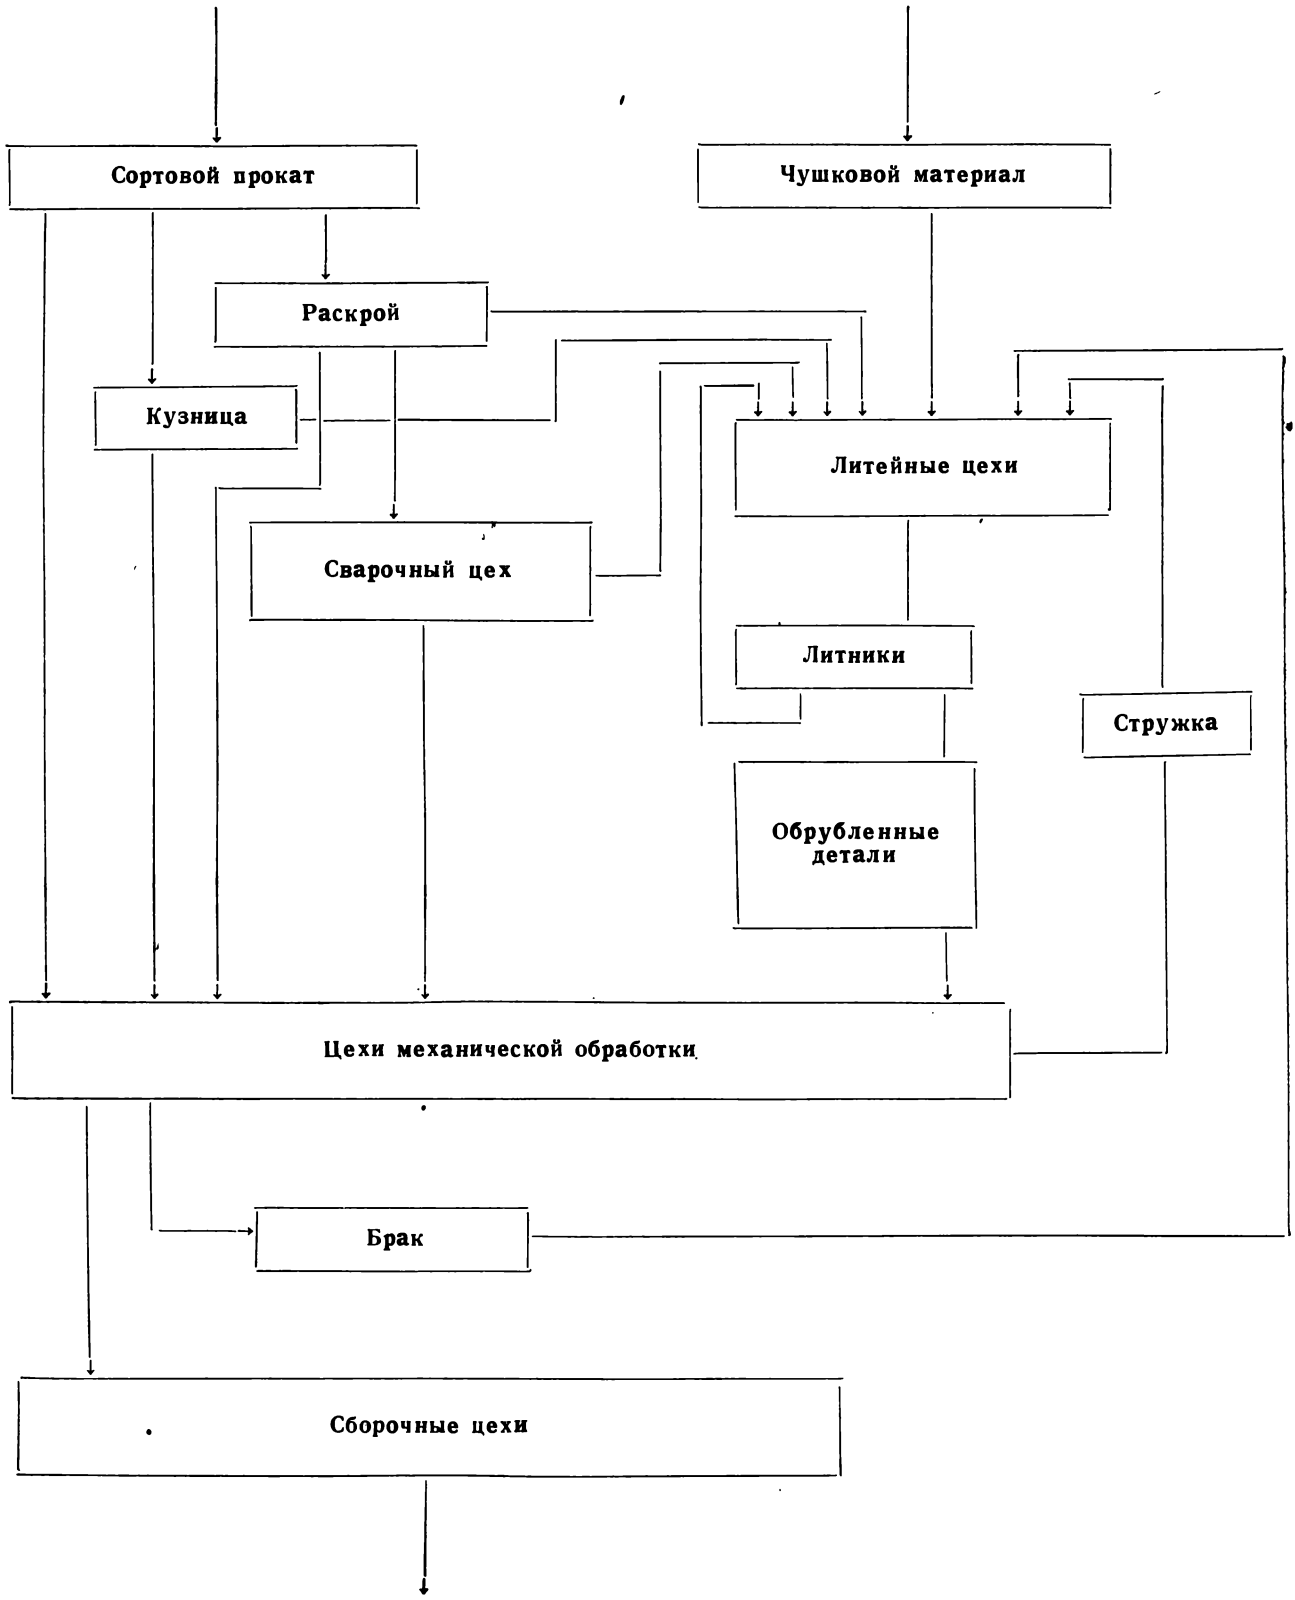 Сортовой прокат
Чушковой материал
Раскрой
Кузница
Литейные цехи
Сварочный цех
Литники
Стружка
Обрубленные
детали
Цехи механической обработки
Брак
Сборочные цехи